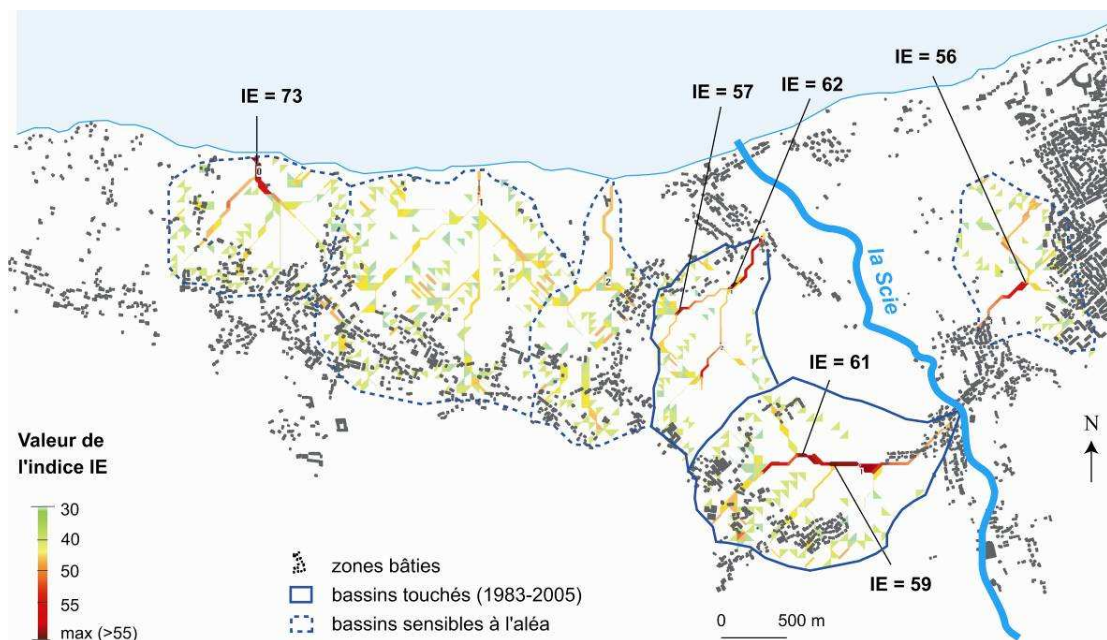 IE = 73
IE = 57
IE = 62
IE = 56
la Scie
IE = 61
IE = 59
N
Valeur de
l'indice IE
30
40
50
55
max (>55)
zones bâties
bassins touchés (1983-2005)
bassins sensibles à l'aléa
0 500 m